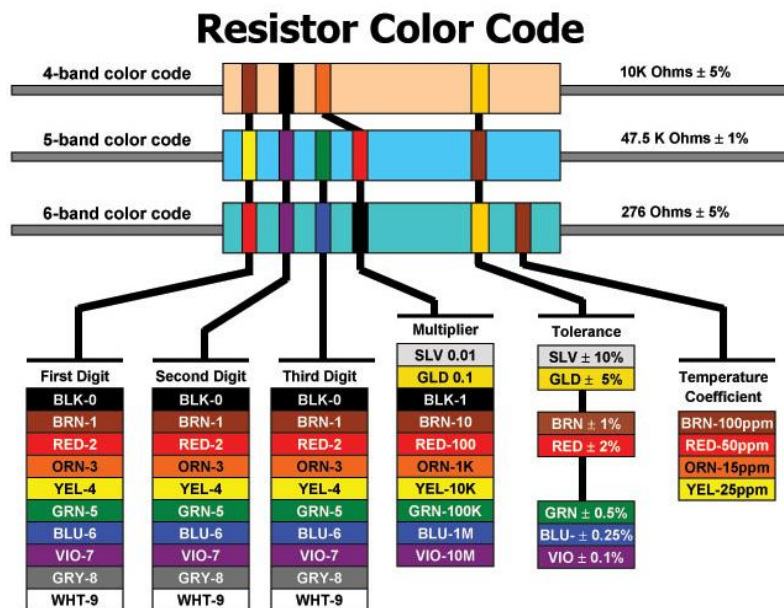 Resistor Color Code
4-band color code
10K Ohms ± 5%
5-band color code
47.5 K Ohms ± 1%
6-band color code
276 Ohms ± 5%
First Digit
BLK-0
BRN-1
RED-2
ORN-3
YEL-4
GRN-5
BLU-6
VIO-7
GRY-8
WHT-9
Second Digit
BLK-0
BRN-1
RED-2
ORN-3
YEL-4
GRN-5
BLU-6
VIO-7
GRY-8
WHT-9
Third Digit
BLK-0
BRN-1
RED-2
ORN-3
YEL-4
GRN-5
BLU-6
VIO-7
GRY-8
WHT-9
Multiplier
SLV 0.01
GLD 0.1
BLK-1
BRN-10
RED-100
ORN-1K
YEL-10K
GRN-100K
BLU-1M
VIO-10M
Tolerance
SLV ± 10%
GLD ± 5%
BRN ± 1%
RED ± 2%
GRN ± 0.5%
BLU- ± 0.25%
VIO ± 0.1%
Temperature
Coefficient
BRN-100ppm
RED-50ppm
ORN-15ppm
YEL-25ppm